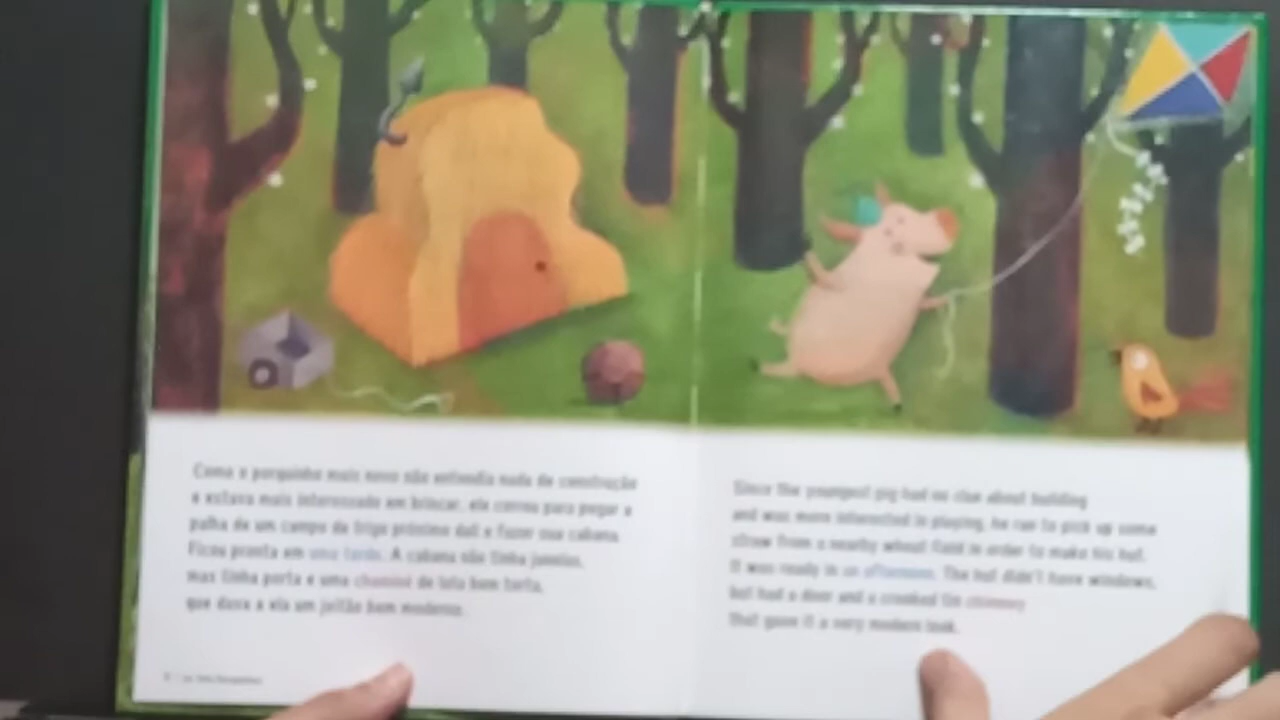 Como o porquinho mais novo não entendia nada de construção
e estava mais interessado em brincar, ele correu para pegar a
palha de um campo de trigo próximo dali e fazer sua cabana.
Ficou pronta em uma tarde. A cabana não tinha janelas,
mas tinha porta e uma chaminé de lata bem torta,
que dava a ela um jeitão bem moderno.
Since the youngest pig had no clue about building
and was more interested in playing, he ran to pick up some
straw from a nearby wheat field in order to make his hut.
It was ready in an afternoon. The hut didn't have windows,
but had a door and a crooked tin chimney
that gave it a very modern look.